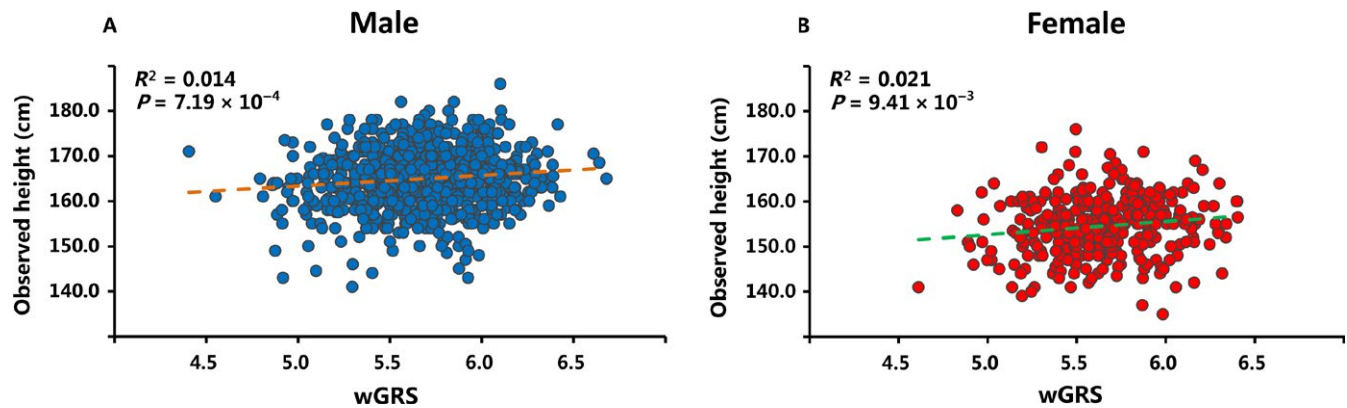 A
Male
R² = 0.014
P = 7.19 × 10⁻⁴
Observed height (cm)
180.0
170.0
160.0
150.0
140.0
4.5 5.0 5.5 6.0 6.5
wGRS
B
Female
R² = 0.021
P = 9.41 × 10⁻³
Observed height (cm)
180.0
170.0
160.0
150.0
140.0
4.5 5.0 5.5 6.0 6.5
wGRS